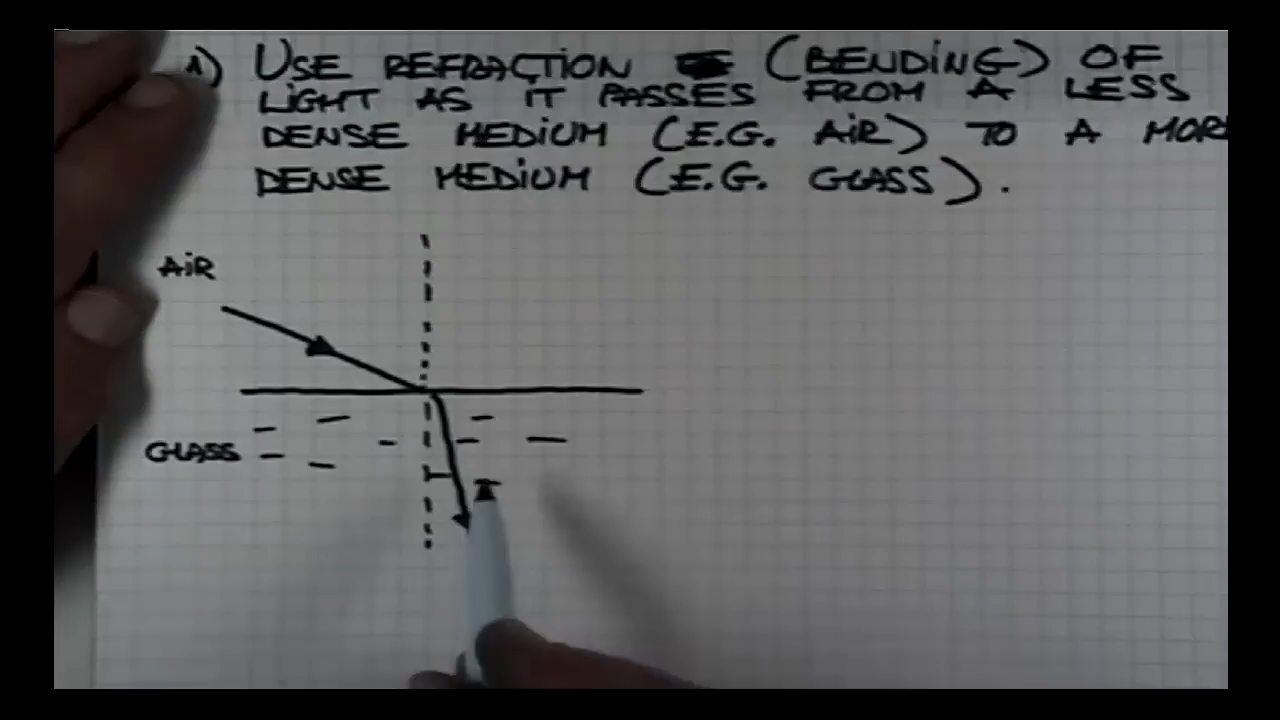 1) USE REFRACTION (BENDING) OF
LIGHT AS IT PASSES FROM A LESS
DENSE MEDIUM (E.G. AIR) TO A MOR
DENSE MEDIUM (E.G. GLASS).
AIR
GLASS